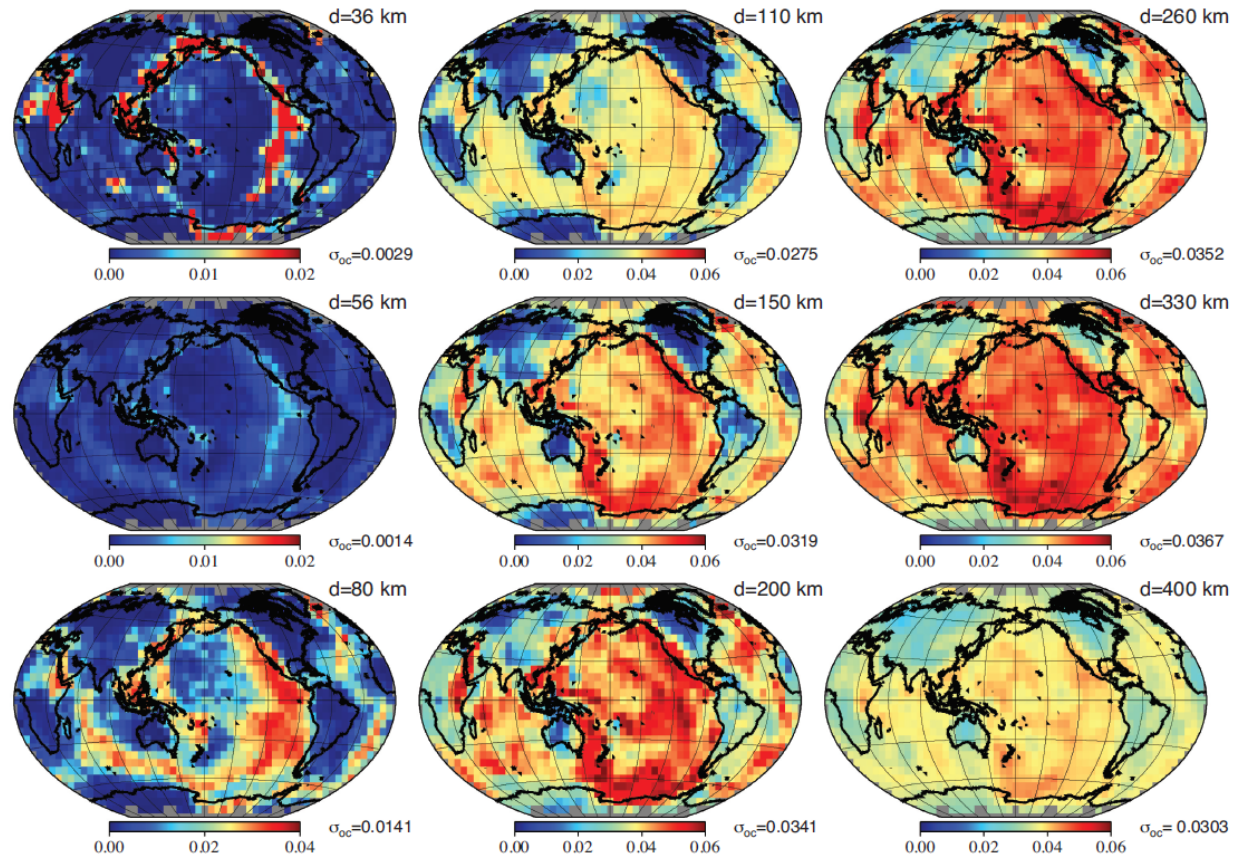 d=36 km
d=110 km
d=260 km
σoc=0.0029
σoc=0.0275
σoc=0.0352
0.00 0.01 0.02
0.00 0.02 0.04 0.06
0.00 0.02 0.04 0.06
d=56 km
d=150 km
d=330 km
σoc=0.0014
σoc=0.0319
σoc=0.0367
0.00 0.01 0.02
0.00 0.02 0.04 0.06
0.00 0.02 0.04 0.06
d=80 km
d=200 km
d=400 km
σoc=0.0141
σoc=0.0341
σoc= 0.0303
0.00 0.02 0.04
0.00 0.02 0.04 0.06
0.00 0.02 0.04 0.06